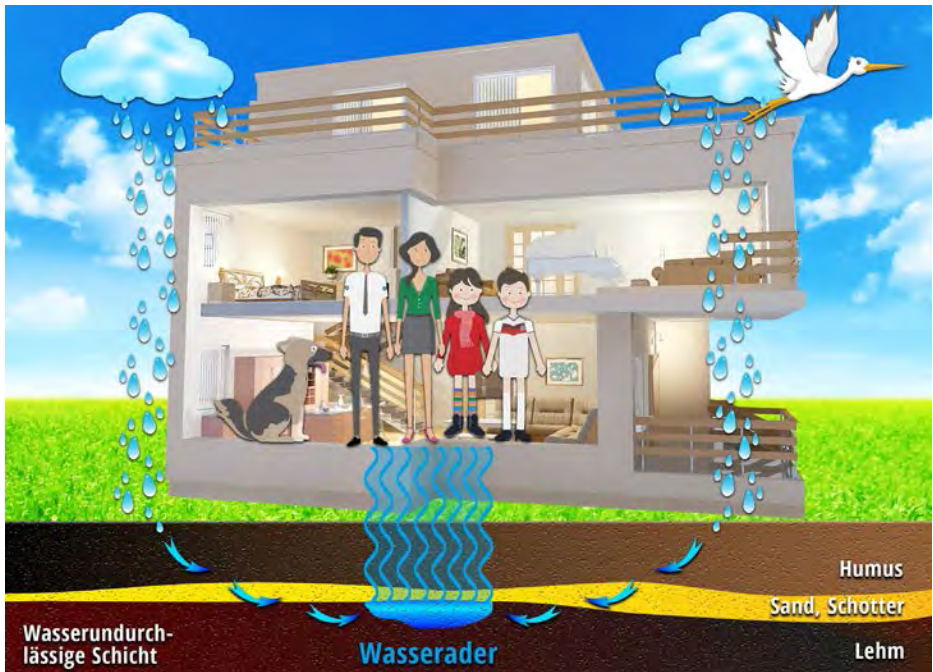 Humus
Sand, Schotter
Wasserundurch-
lässige Schicht
Wasserader
Lehm